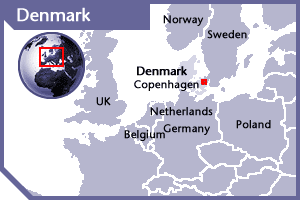 Denmark
Norway
Sweden
Denmark
Copenhagen
UK
Netherlands
Poland
Belgium
Germany